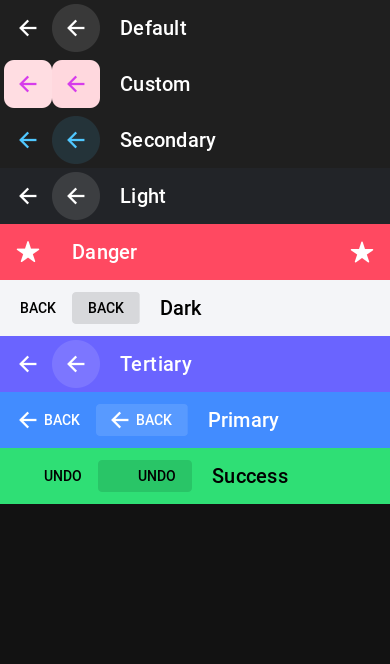 Default
Custom
Secondary
Light
Danger
BACK BACK Dark
Tertiary
BACK BACK Primary
UNDO UNDO Success